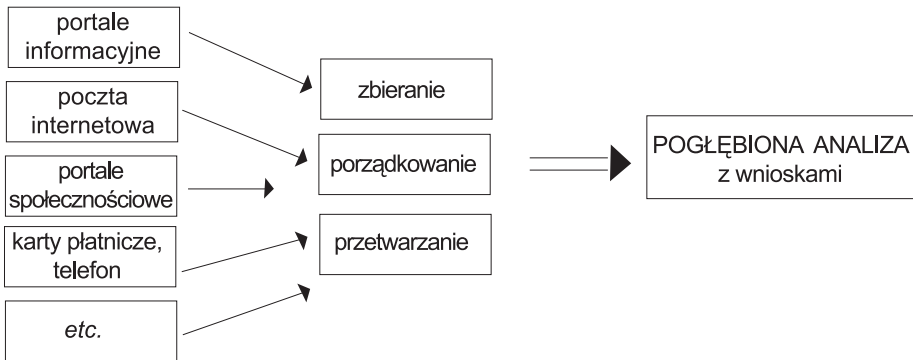 portale
informacyjne
poczta
internetowa
portale
społecznościowe
karty płatnicze,
telefon
etc.
zbieranie
porządkowanie
przetwarzanie
POGŁĘBIONA ANALIZA
z wnioskami